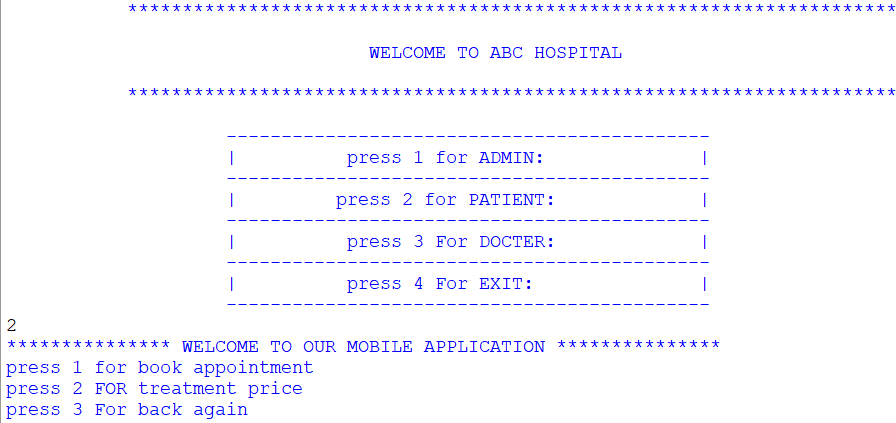 **********************************************************************
WELCOME TO ABC HOSPITAL
**********************************************************************
--------------------------------------------
| press 1 for ADMIN: |
--------------------------------------------
| press 2 for PATIENT: |
--------------------------------------------
| press 3 For DOCTER: |
--------------------------------------------
| press 4 For EXIT: |
--------------------------------------------
2
*************** WELCOME TO OUR MOBILE APPLICATION ***************
press 1 for book appointment
press 2 FOR treatment price
press 3 For back again